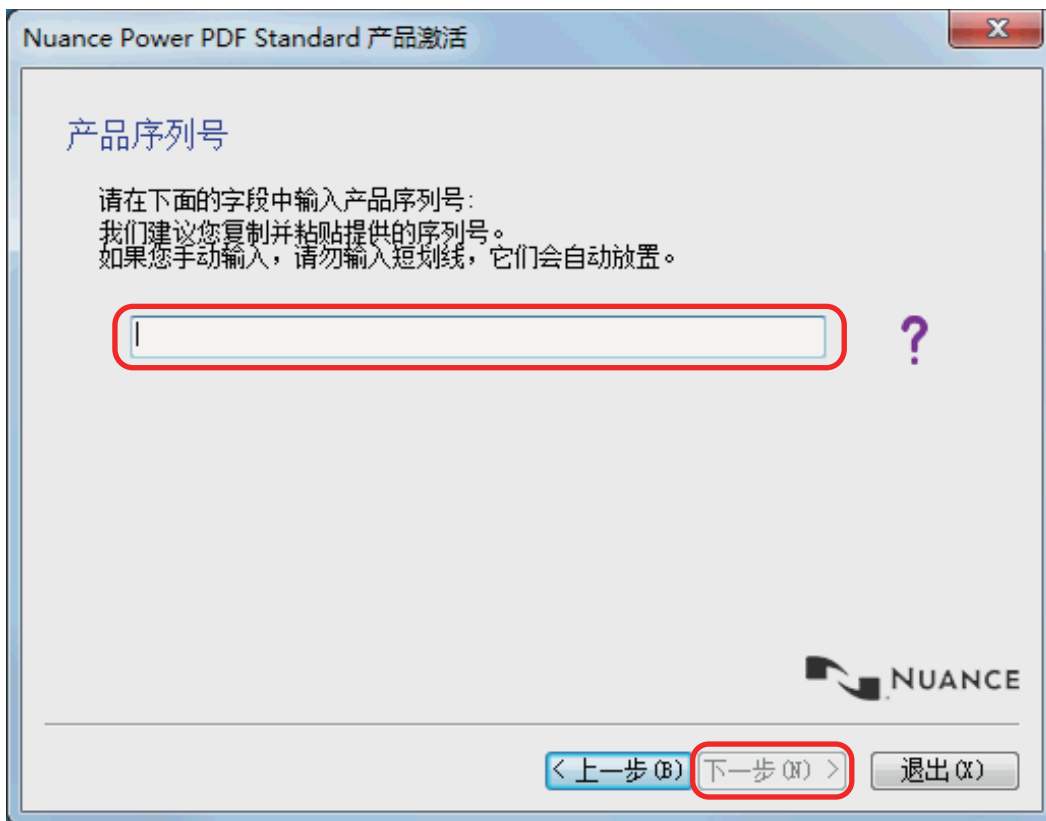 Nuance Power PDF Standard 产品激活
产品序列号
请在下面的字段中输入产品序列号:
我们建议您复制并粘贴提供的序列号。
如果您手动输入，请勿输入短划线，它们会自动放置。
?
NUANCE
< 上一步(B) 下一步(N) > 退出(X)